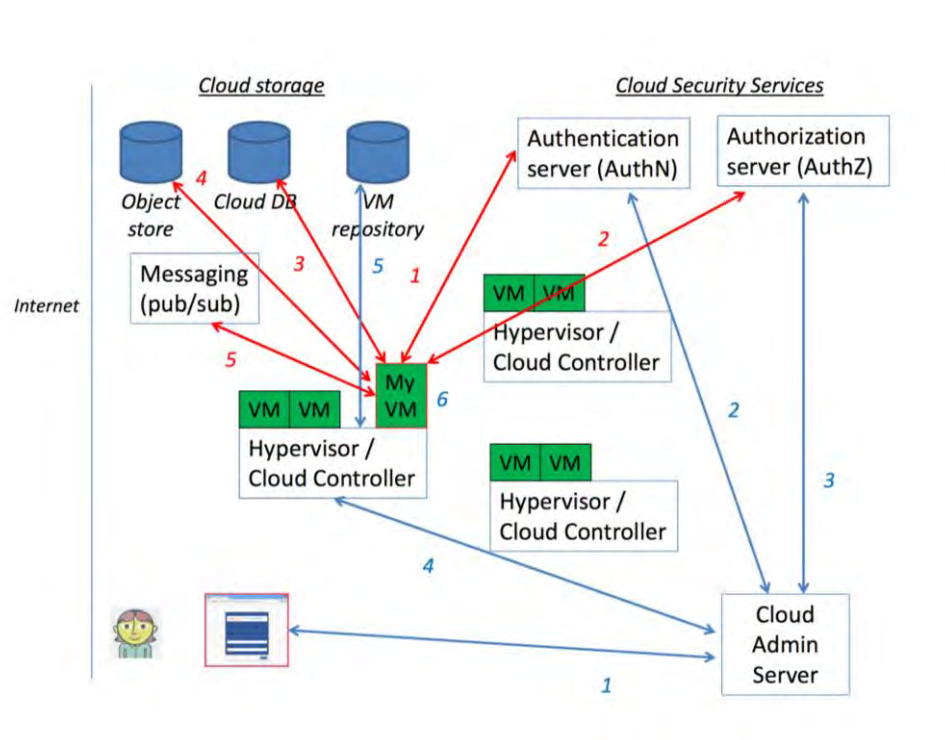 Cloud storage
Cloud Security Services
Authentication
server (AuthN)
Authorization
server (AuthZ)
4
Object
store
Cloud DB
VM
repository
3
5
1
2
Messaging
(pub/sub)
Internet
VM VM
Hypervisor /
Cloud Controller
5
My
VM
6
VM VM
Hypervisor /
Cloud Controller
2
VM VM
Hypervisor /
Cloud Controller
3
4
Cloud
Admin
Server
1